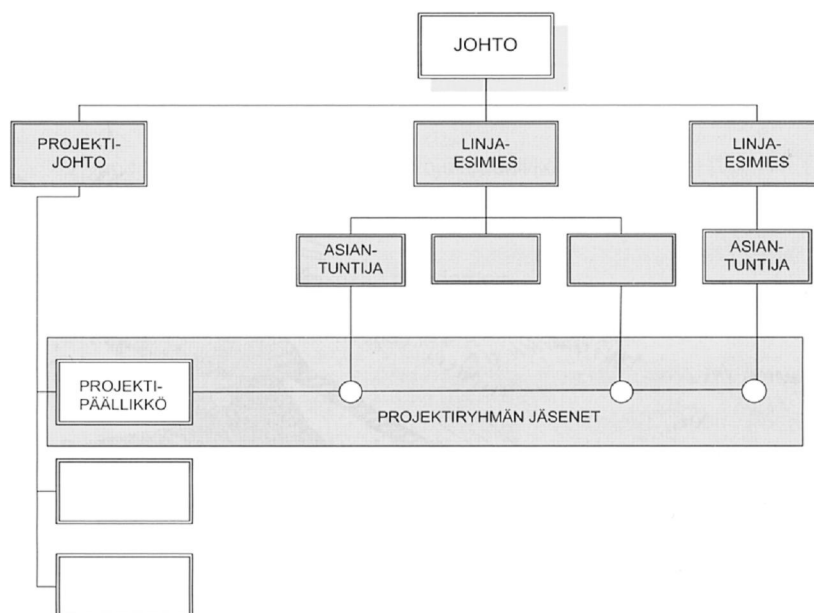 JOHTO
PROJEKTI-
JOHTO
LINJA-
ESIMIES
LINJA-
ESIMIES
ASIAN-
TUNTIJA
ASIAN-
TUNTIJA
PROJEKTI-
PÄÄLLIKKÖ
PROJEKTIRYHMÄN JÄSENET